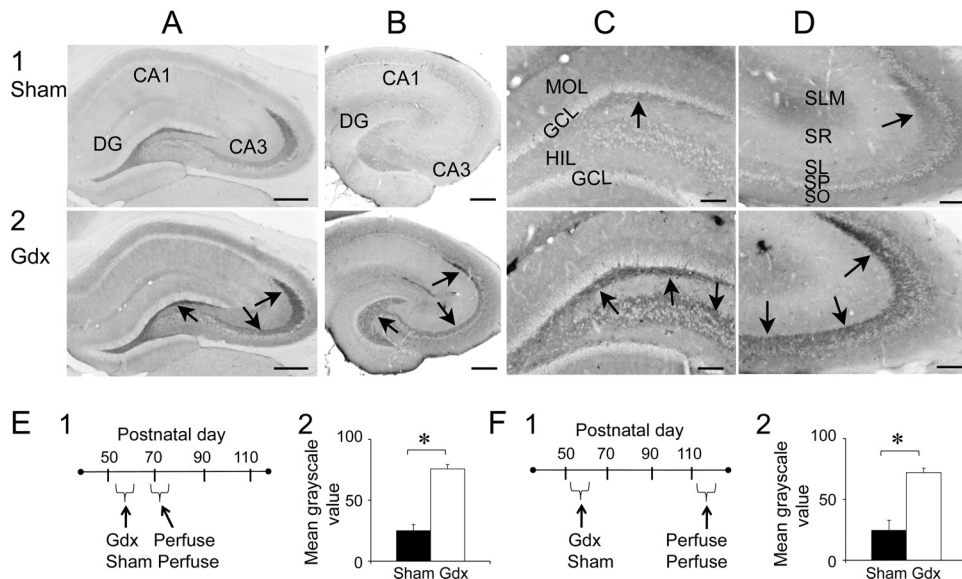 A B C D
1
Sham
CA1
DG
CA3
CA1
DG
CA3
MOL
GCL
HIL
GCL
SLM
SR
SL
SP
SO
2
Gdx
E 1
Postnatal day
50 70 90 110
Gdx Perfuse
Sham Perfuse
2
Mean grayscale
value
100
50
0
*
Sham Gdx
F 1
Postnatal day
50 70 90 110
Gdx Perfuse
Sham Perfuse
2
Mean grayscale
value
100
50
0
*
Sham Gdx